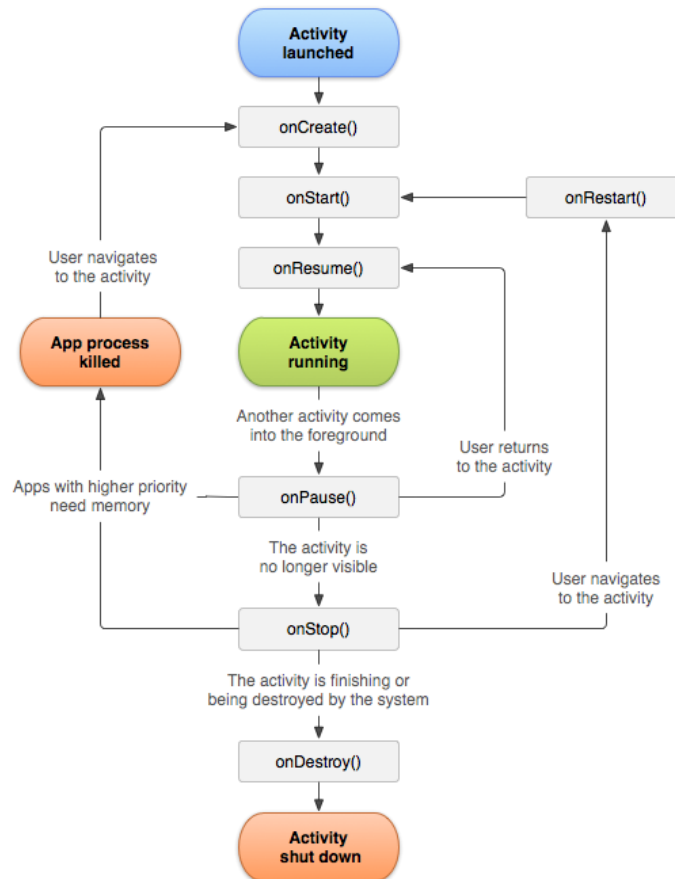 Activity
launched
onCreate()
onStart()
onRestart()
User navigates
to the activity
onResume()
App process
killed
Activity
running
Another activity comes
into the foreground
User returns
to the activity
Apps with higher priority
need memory
onPause()
The activity is
no longer visible
User navigates
to the activity
onStop()
The activity is finishing or
being destroyed by the system
onDestroy()
Activity
shut down